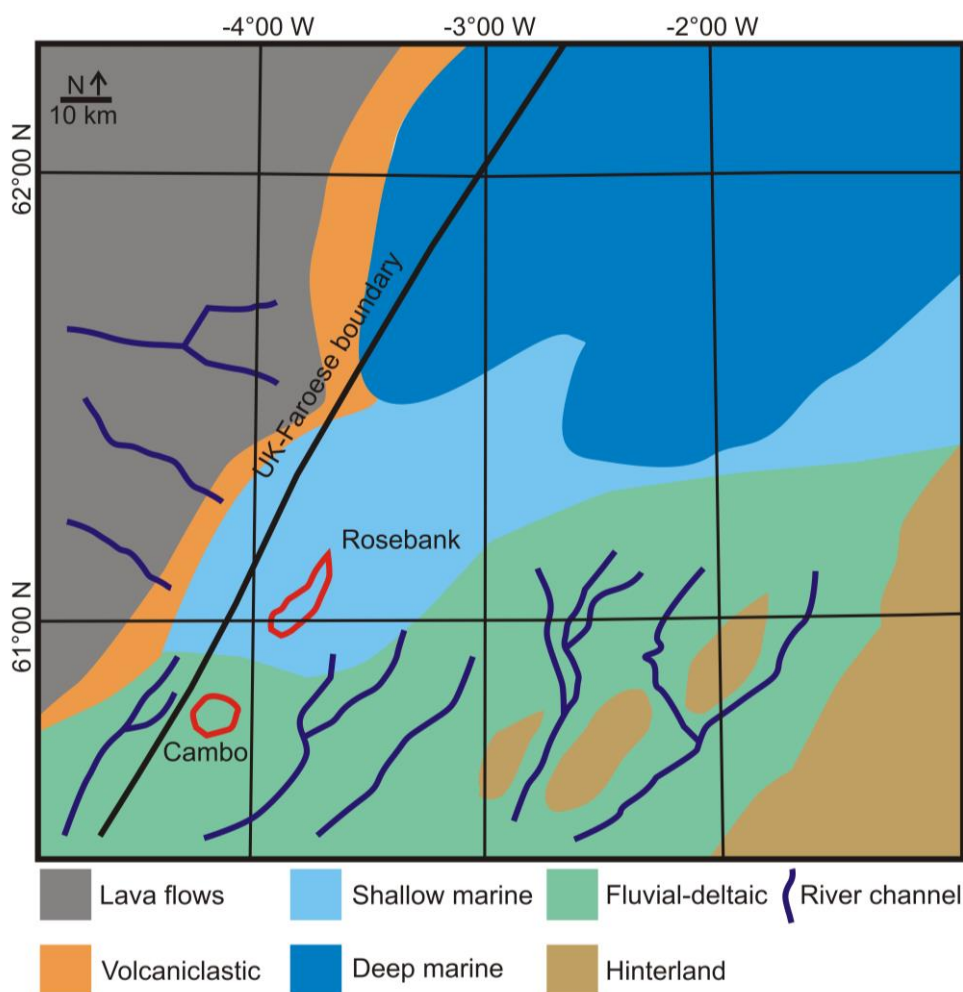 -4°00 W
-3°00 W
-2°00 W
N
10 km
62°00 N
UK-Faroese boundary
Rosebank
61°00 N
Cambo
Lava flows
Shallow marine
Fluvial-deltaic
River channel
Volcaniclastic
Deep marine
Hinterland